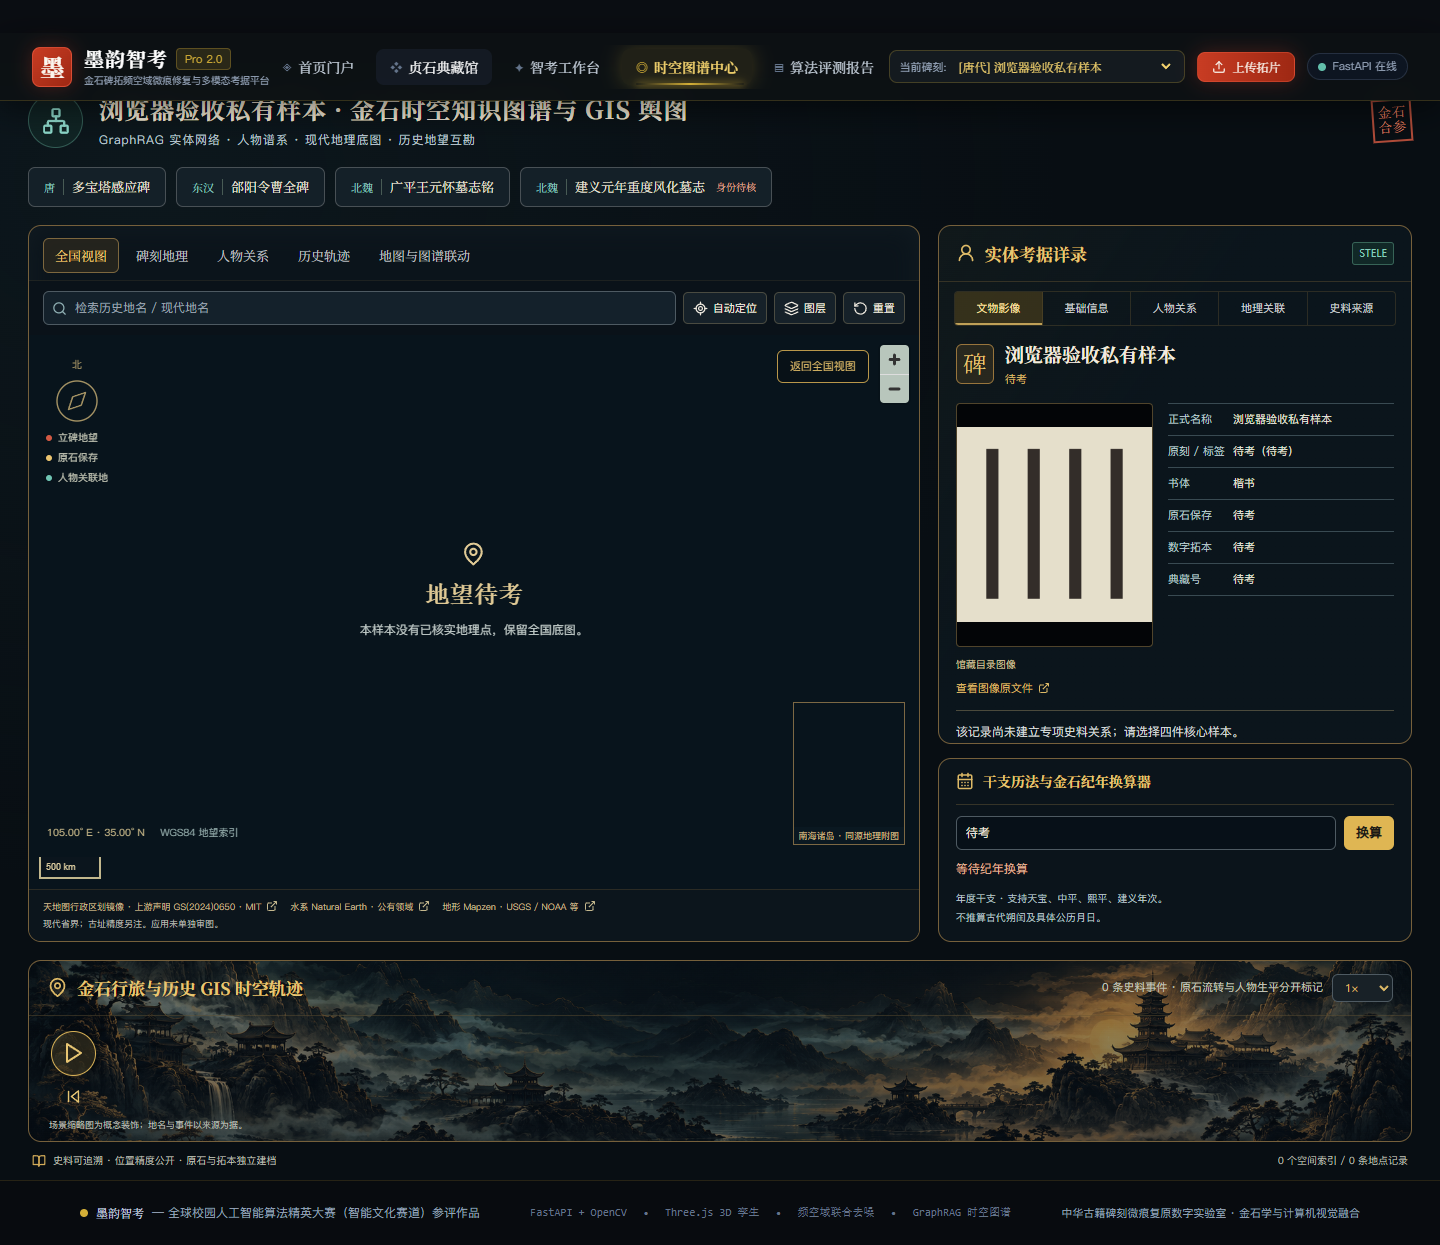 墨 墨韵智考 Pro 2.0
金石碑拓频空域微痕修复与多模态考据平台
首页门户
贞石典藏馆
智考工作台
时空图谱中心
算法评测报告
当前碑刻: [唐代] 浏览器验收私有样本
上传拓片
FastAPI 在线
浏览器验收私有样本 · 金石时空知识图谱与 GIS 舆图
GraphRAG 实体网络 · 人物谱系 · 现代地理底图 · 历史地望互勘
金石
合参
唐 多宝塔感应碑
东汉 郃阳令曹全碑
北魏 广平王元怀墓志铭
北魏 建义元年重度风化墓志 身份待核
全国视图 碑刻地理 人物关系 历史轨迹 地图与图谱联动
检索历史地名 / 现代地名
自动定位
图层
重置
北
返回全国视图
+
−
立碑地望
原石保存
人物关联地
地望待考
本样本没有已核实地理点，保留全国底图。
南海诸岛 · 同源地理附图
105.00° E · 35.00° N WGS84 地望索引
500 km
天地图行政区划镜像 · 上游声明 GS(2024)0650 · MIT 水系 Natural Earth · 公有领域 地形 Mapzen · USGS / NOAA 等
现代省界；古址精度另注。应用未单独审图。
实体考据详录 STELE
文物影像 基础信息 人物关系 地理关联 史料来源
碑 浏览器验收私有样本
待考
正式名称 浏览器验收私有样本
原刻 / 标签 待考（待考）
书体 楷书
原石保存 待考
数字拓本 待考
典藏号 待考
馆藏目录图像
查看图像原文件
该记录尚未建立专项史料关系；请选择四件核心样本。
干支历法与金石纪年换算器
待考 换算
等待纪年换算
年度干支 · 支持天宝、中平、熙平、建义年次。
不推算古代朔闰及具体公历月日。
金石行旅与历史 GIS 时空轨迹
0 条史料事件 · 原石流转与人物生平分开标记 1×
场景缩略图为概念装饰；地名与事件以来源为据。
史料可追溯 · 位置精度公开 · 原石与拓本独立建档
0 个空间索引 / 0 条地点记录
墨韵智考 — 全球校园人工智能算法精英大赛（智能文化赛道）参评作品
FastAPI + OpenCV • Three.js 3D 孪生 • 频空域联合去噪 • GraphRAG 时空图谱
中华古籍碑刻微痕复原数字实验室 · 金石学与计算机视觉融合